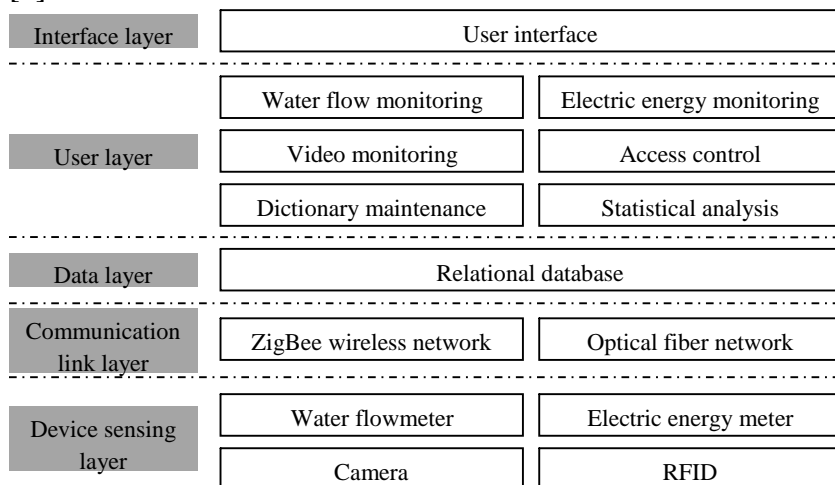 Interface layer
User interface
Water flow monitoring
Electric energy monitoring
User layer
Video monitoring
Access control
Dictionary maintenance
Statistical analysis
Data layer
Relational database
Communication
link layer
ZigBee wireless network
Optical fiber network
Device sensing
layer
Water flowmeter
Electric energy meter
Camera
RFID